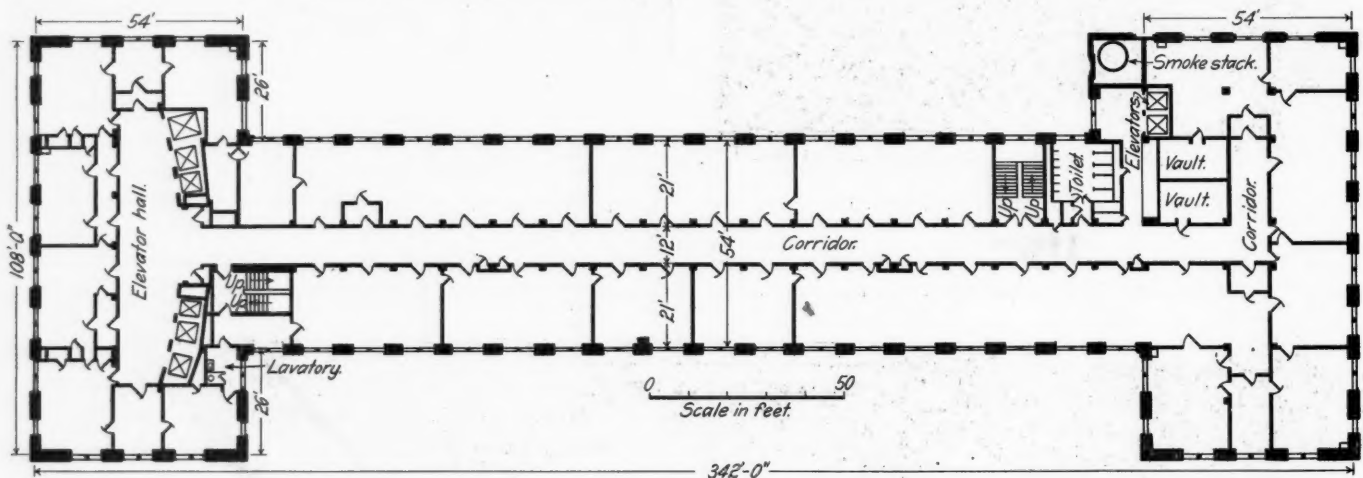 54'
54'
26'
Smoke stack.
Elevators
108'-0"
Elevator hall.
21'
12'
54'
21'
Up
Up
Toilet.
Vault.
Vault.
Corridor.
Corridor.
Up.
Up
Lavatory.
26'
0 50
Scale in feet.
342'-0"